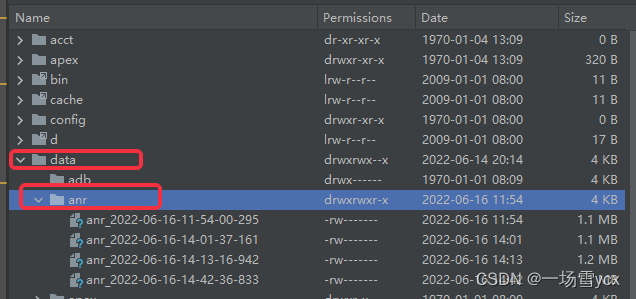 Name Permissions Date Size
acct dr-xr-xr-x 1970-01-04 13:09 0 B
apex drwxr-xr-x 1970-01-04 13:09 320 B
bin lrw-r--r-- 2009-01-01 08:00 11 B
cache lrw-r--r-- 2009-01-01 08:00 11 B
config drwxr-xr-x 1970-01-01 08:00 0 B
d lrw-r--r-- 2009-01-01 08:00 17 B
data drwxrwx--x 2022-06-14 20:14 4 KB
adb drwx------ 1970-01-01 08:09 4 KB
anr drwxrwxr-x 2022-06-16 11:54 4 KB
anr_2022-06-16-11-54-00-295 -rw------- 2022-06-16 11:54 1.1 MB
anr_2022-06-16-14-01-37-161 -rw------- 2022-06-16 14:01 1.1 MB
anr_2022-06-16-14-13-16-942 -rw------- 2022-06-16 14:13 1.2 MB
anr_2022-06-16-14-42-36-833 -rw-------
CSDN @一场雪ycx